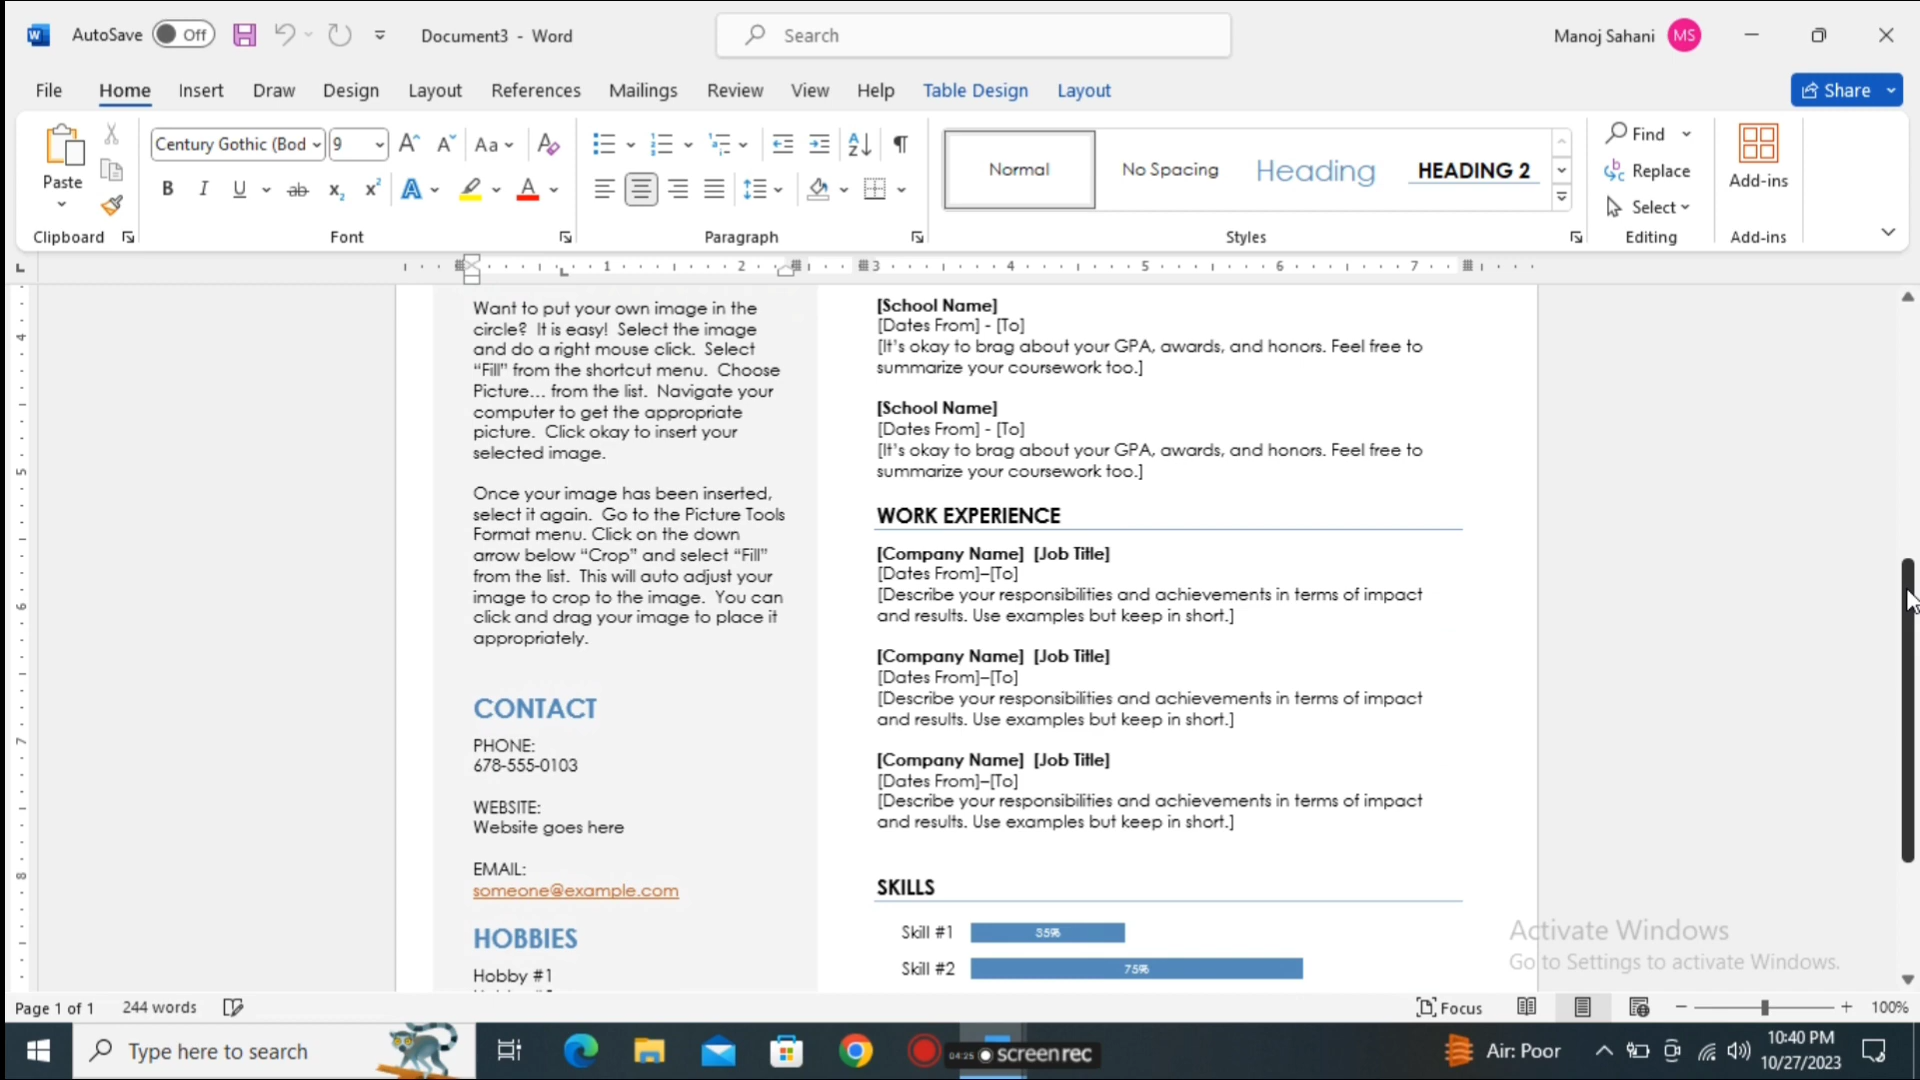 AutoSave Off Document3 - Word Search Manoj Sahani MS
File Home Insert Draw Design Layout References Mailings Review View Help Table Design Layout Share
Paste Century Gothic (Bod 9 Aa Normal No Spacing Heading HEADING 2 Find Replace Select Add-ins
Clipboard Font Paragraph Styles Editing Add-ins
1 2 3 4 5 6 7
Want to put your own image in the
circle? It is easy! Select the image
and do a right mouse click. Select
“Fill” from the shortcut menu. Choose
Picture… from the list. Navigate your
computer to get the appropriate
picture. Click okay to insert your
selected image.
Once your image has been inserted,
select it again. Go to the Picture Tools
Format menu. Click on the down
arrow below “Crop” and select “Fill”
from the list. This will auto adjust your
image to crop to the image. You can
click and drag your image to place it
appropriately.
CONTACT
PHONE:
678-555-0103
WEBSITE:
Website goes here
EMAIL:
someone@example.com
HOBBIES
Hobby #1
[School Name]
[Dates From] - [To]
[It's okay to brag about your GPA, awards, and honors. Feel free to
summarize your coursework too.]
[School Name]
[Dates From] - [To]
[It's okay to brag about your GPA, awards, and honors. Feel free to
summarize your coursework too.]
WORK EXPERIENCE
[Company Name] [Job Title]
[Dates From]–[To]
[Describe your responsibilities and achievements in terms of impact
and results. Use examples but keep in short.]
[Company Name] [Job Title]
[Dates From]–[To]
[Describe your responsibilities and achievements in terms of impact
and results. Use examples but keep in short.]
[Company Name] [Job Title]
[Dates From]–[To]
[Describe your responsibilities and achievements in terms of impact
and results. Use examples but keep in short.]
SKILLS
Skill #1 35%
Skill #2 75%
Activate Windows
Go to Settings to activate Windows.
Page 1 of 1 244 words Focus 100%
Type here to search 04:25 screenrec Air: Poor 10:40 PM
10/27/2023